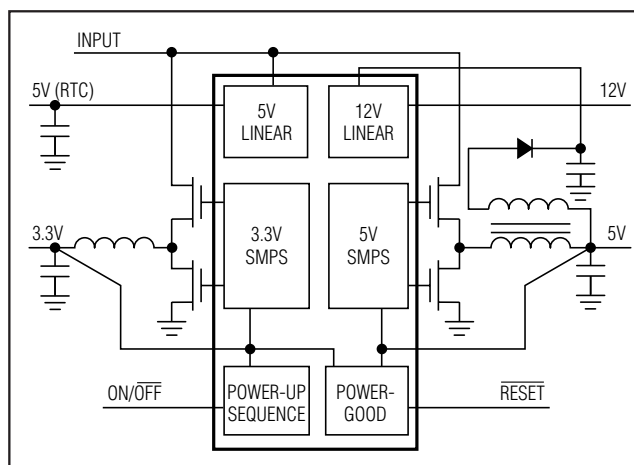 INPUT
5V (RTC)
5V
LINEAR
12V
LINEAR
12V
3.3V
3.3V
SMPS
5V
SMPS
5V
ON/OFF
POWER-UP
SEQUENCE
POWER-
GOOD
RESET